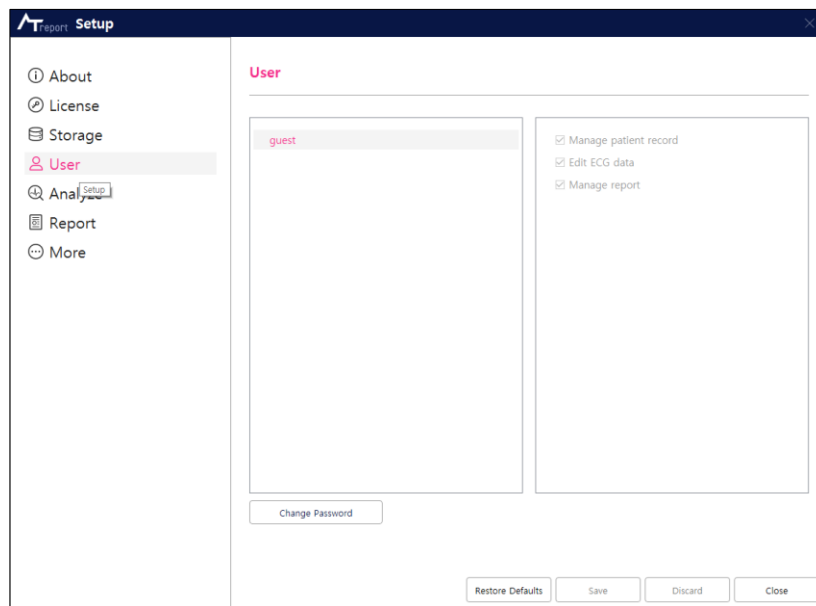 ATreport Setup
About
License
Storage
User
Analyze
Setup
Report
More
User
guest
Manage patient record
Edit ECG data
Manage report
Change Password
Restore Defaults
Save
Discard
Close